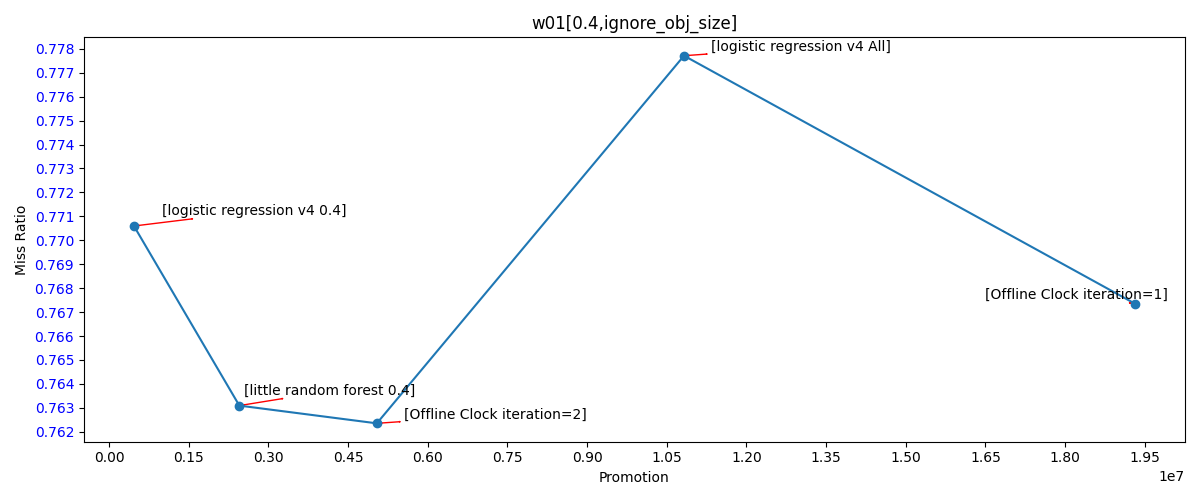 w01[0.4,ignore_obj_size]
0.778
0.777
0.776
0.775
0.774
0.773
0.772
0.771
0.770
0.769
0.768
0.767
0.766
0.765
0.764
0.763
0.762
Miss Ratio
[logistic regression v4 All]
[logistic regression v4 0.4]
[Offline Clock iteration=1]
[little random forest 0.4]
[Offline Clock iteration=2]
0.00 0.15 0.30 0.45 0.60 0.75 0.90 1.05 1.20 1.35 1.50 1.65 1.80 1.95
1e7
Promotion